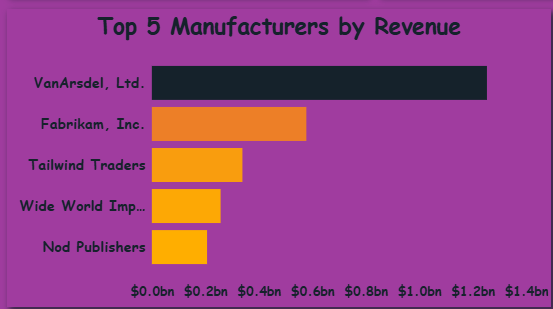 Top 5 Manufacturers by Revenue
VanArsdel, Ltd.
Fabrikam, Inc.
Tailwind Traders
Wide World Imp...
Nod Publishers
$0.0bn $0.2bn $0.4bn $0.6bn $0.8bn $1.0bn $1.2bn $1.4bn